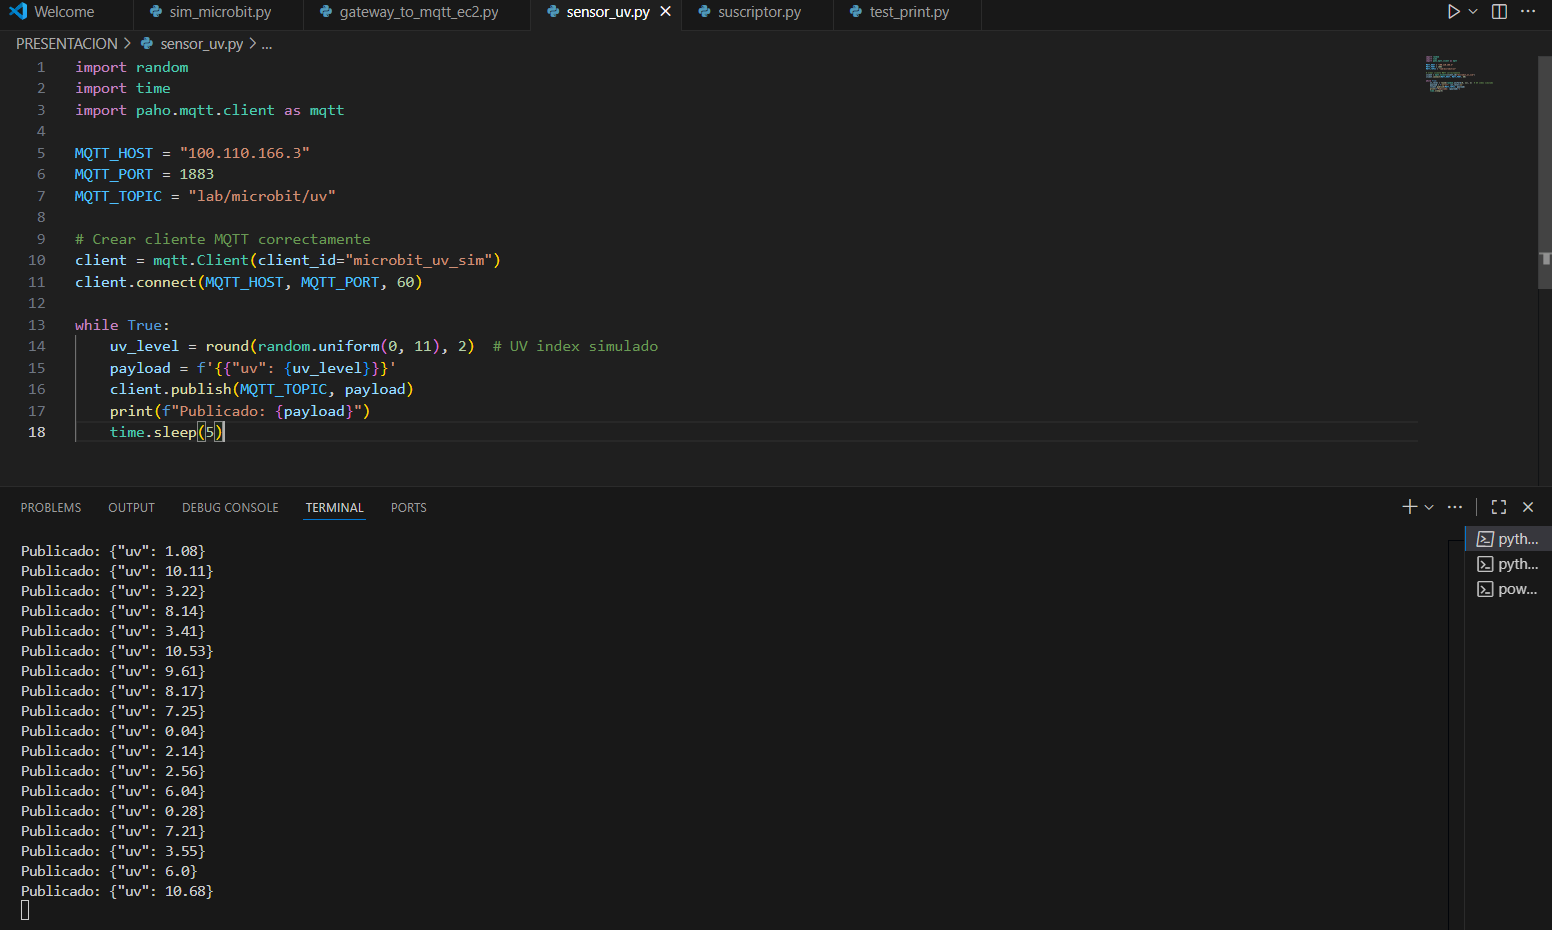 Welcome sim_microbit.py gateway_to_mqtt_ec2.py sensor_uv.py suscriptor.py test_print.py
PRESENTACION > sensor_uv.py > ...
1 import random
2 import time
3 import paho.mqtt.client as mqtt
4
5 MQTT_HOST = "100.110.166.3"
6 MQTT_PORT = 1883
7 MQTT_TOPIC = "lab/microbit/uv"
8
9 # Crear cliente MQTT correctamente
10 client = mqtt.Client(client_id="microbit_uv_sim")
11 client.connect(MQTT_HOST, MQTT_PORT, 60)
12
13 while True:
14     uv_level = round(random.uniform(0, 11), 2)  # UV index simulado
15     payload = f'{{"uv": {uv_level}}}'
16     client.publish(MQTT_TOPIC, payload)
17     print(f"Publicado: {payload}")
18     time.sleep(5)
PROBLEMS OUTPUT DEBUG CONSOLE TERMINAL PORTS
Publicado: {"uv": 1.08}
Publicado: {"uv": 10.11}
Publicado: {"uv": 3.22}
Publicado: {"uv": 8.14}
Publicado: {"uv": 3.41}
Publicado: {"uv": 10.53}
Publicado: {"uv": 9.61}
Publicado: {"uv": 8.17}
Publicado: {"uv": 7.25}
Publicado: {"uv": 0.04}
Publicado: {"uv": 2.14}
Publicado: {"uv": 2.56}
Publicado: {"uv": 6.04}
Publicado: {"uv": 0.28}
Publicado: {"uv": 7.21}
Publicado: {"uv": 3.55}
Publicado: {"uv": 6.0}
Publicado: {"uv": 10.68}
pyth...
pyth...
pow...